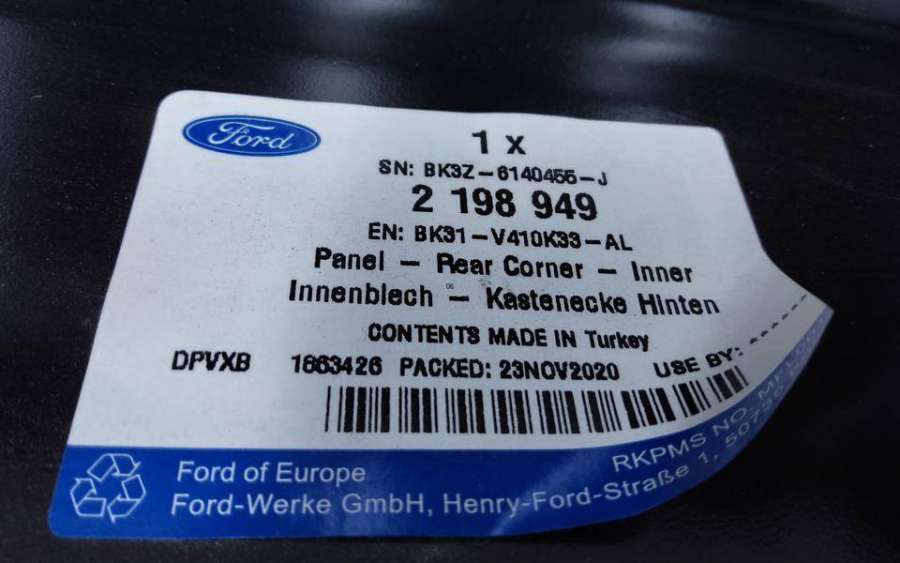 Ford
1 x
SN: BK3Z-6140455-J
2 198 949
EN: BK31-V410K33-AL
Panel - Rear Corner - Inner
Innenblech - Kastenecke Hinten
CONTENTS MADE IN Turkey
DPVXB 1663426 PACKED: 23NOV2020 USE BY: -------
Ford of Europe
RKPMS NO.
Ford-Werke GmbH, Henry-Ford-Straße 1,